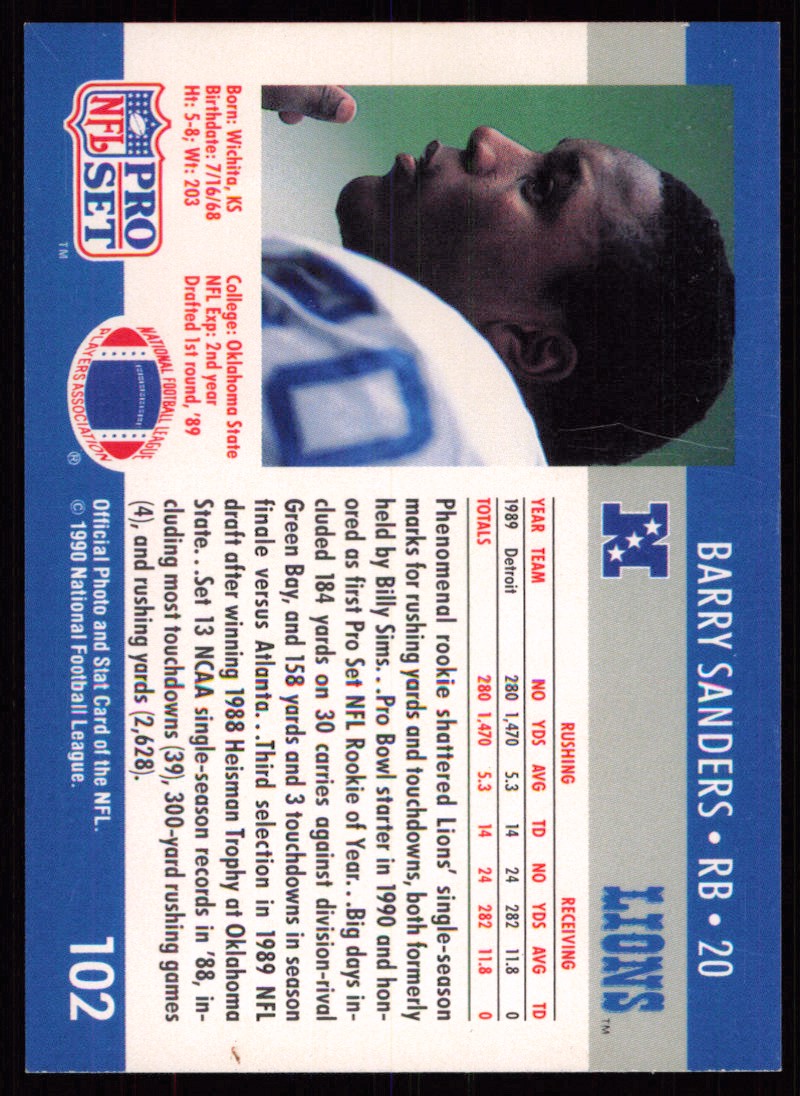 BARRY SANDERS • RB • 20
LIONS™
N
RUSHING RECEIVING
YEAR TEAM NO YDS AVG TD NO YDS AVG TD
1989 Detroit 280 1,470 5.3 14 24 282 11.8 0
TOTALS 280 1,470 5.3 14 24 282 11.8 0
Phenomenal rookie shattered Lions' single-season
marks for rushing yards and touchdowns, both formerly
held by Billy Sims...Pro Bowl starter in 1990 and hon-
ored as first Pro Set NFL Rookie of Year...Big days in-
cluded 184 yards on 30 carries against division-rival
Green Bay, and 158 yards and 3 touchdowns in season
finale versus Atlanta...Third selection in 1989 NFL
draft after winning 1988 Heisman Trophy at Oklahoma
State...Set 13 NCAA single-season records in '88, in-
cluding most touchdowns (39), 300-yard rushing games
(4), and rushing yards (2,628).
Born: Wichita, KS
Birthdate: 7/16/68
Ht: 5-8; Wt: 203
College: Oklahoma State
NFL Exp: 2nd year
Drafted 1st round, '89
NFL
PRO
SET
™
NATIONAL FOOTBALL LEAGUE
PLAYERS ASSOCIATION
®
Official Photo and Stat Card of the NFL.
© 1990 National Football League.
102